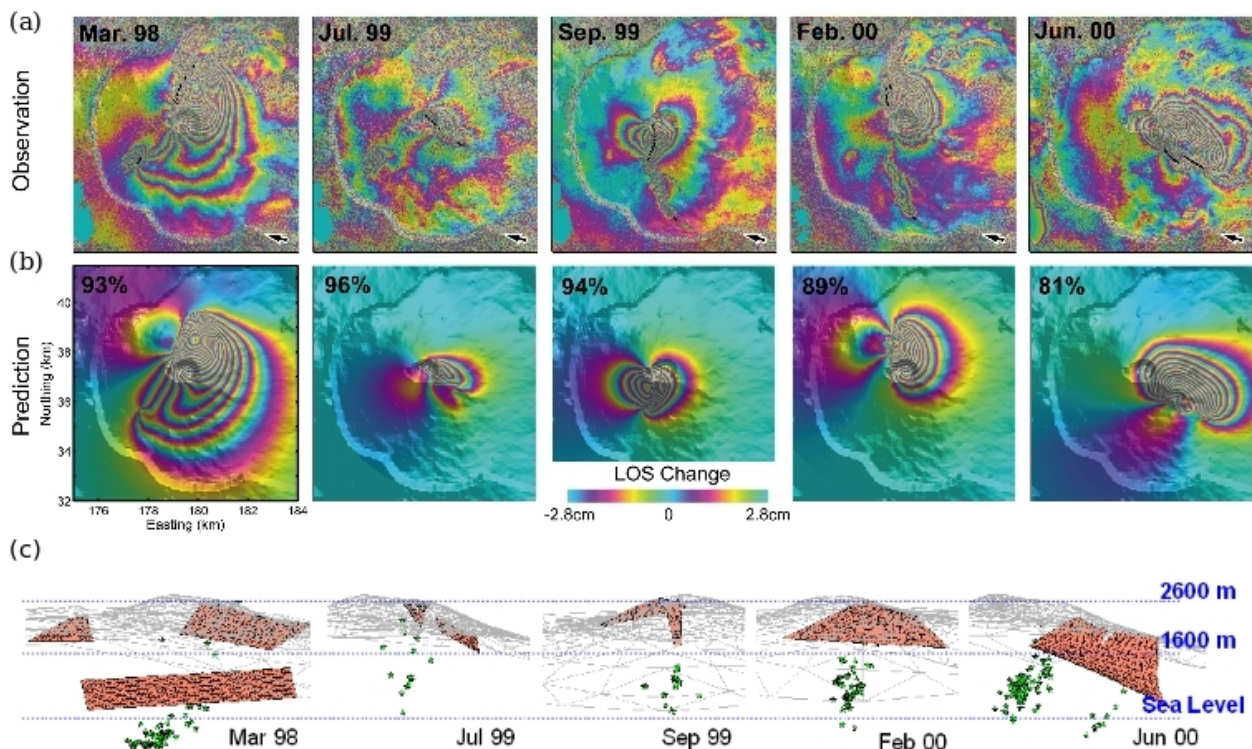 (a)
Observation
Mar. 98
Jul. 99
Sep. 99
Feb. 00
Jun. 00
(b)
Prediction
93%
96%
94%
89%
81%
40
38
36
34
32
Northing (km)
176 178 180 182 184
Easting (km)
LOS Change
-2.8cm 0 2.8cm
(c)
2600 m
1600 m
Sea Level
Mar 98
Jul 99
Sep 99
Feb 00
Jun 00